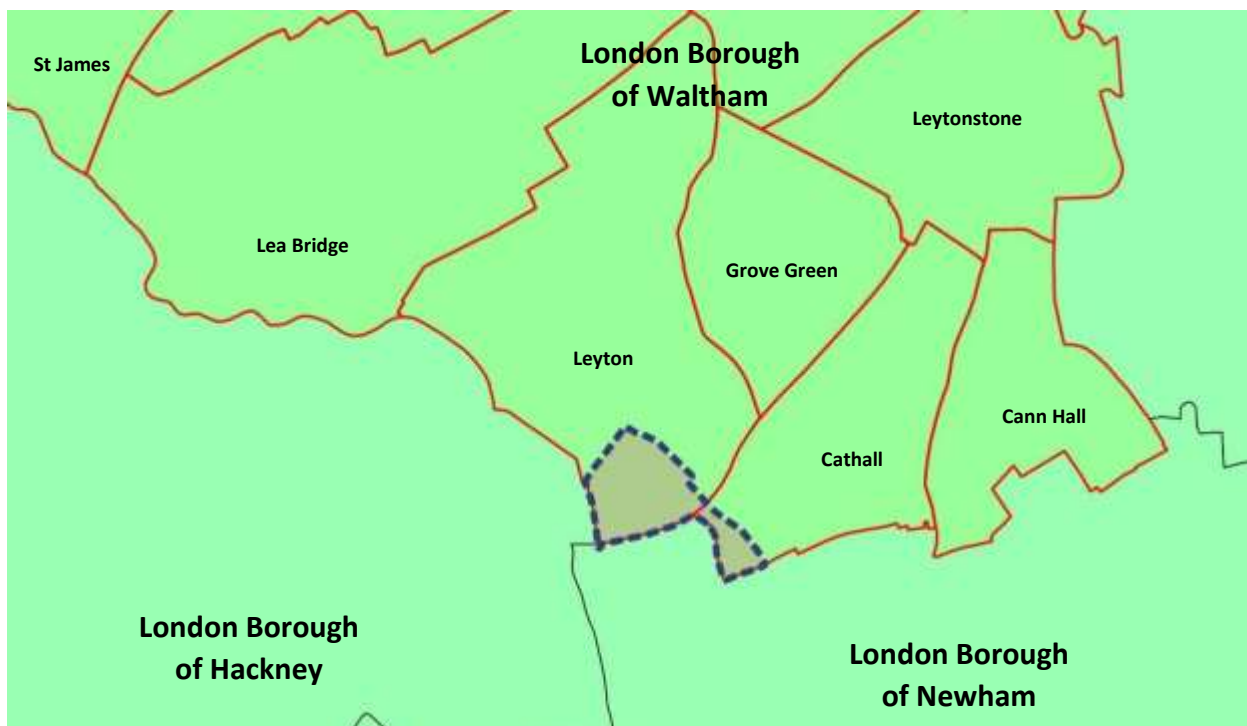 London Borough
of Waltham
St James
Leytonstone
Lea Bridge
Grove Green
Leyton
Cann Hall
Cathall
London Borough
of Hackney
London Borough
of Newham